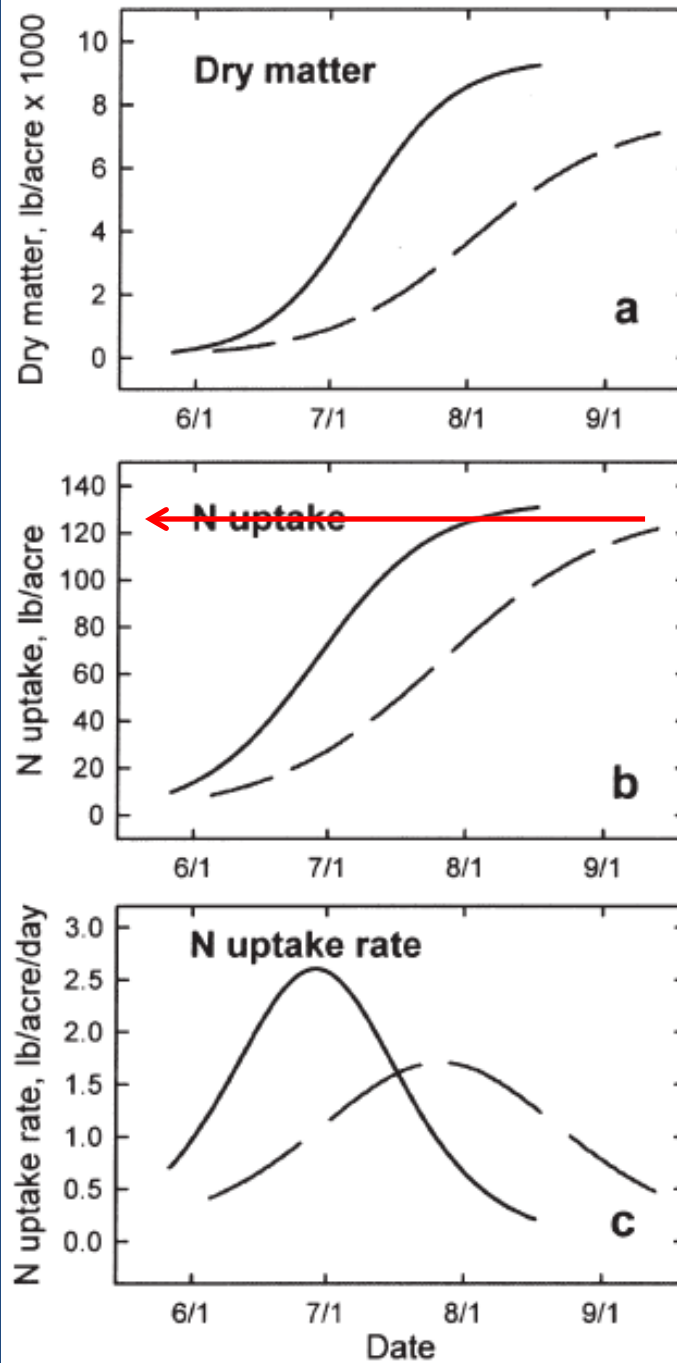 Dry matter
Dry matter, lb/acre x 1000
10
8
6
4
2
0
a
6/1 7/1 8/1 9/1
N uptake
N uptake, lb/acre
140
120
100
80
60
40
20
0
b
6/1 7/1 8/1 9/1
N uptake rate
N uptake rate, lb/acre/day
3.0
2.5
2.0
1.5
1.0
0.5
0.0
c
6/1 7/1 8/1 9/1
Date